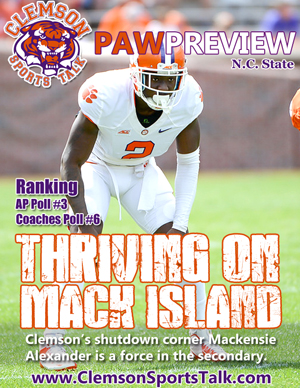 CLEMSON
SPORTS TALK
PAWPREVIEW
N.C. State
2
Ranking
AP Poll #3
Coaches Poll #6
THRIVING ON
MACK ISLAND
Clemson's shutdown corner Mackensie
Alexander is a force in the secondary.
www.ClemsonSportsTalk.com